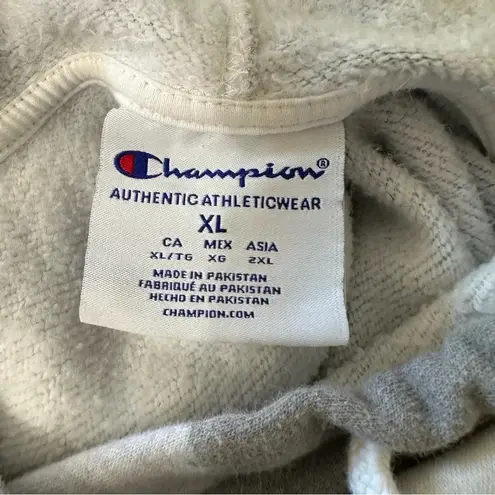 Champion®
AUTHENTIC ATHLETICWEAR
XL
CA MEX ASIA
XL/TG XG 2XL
MADE IN PAKISTAN
FABRIQUÉ AU PAKISTAN
HECHO EN PAKISTAN
CHAMPION.COM